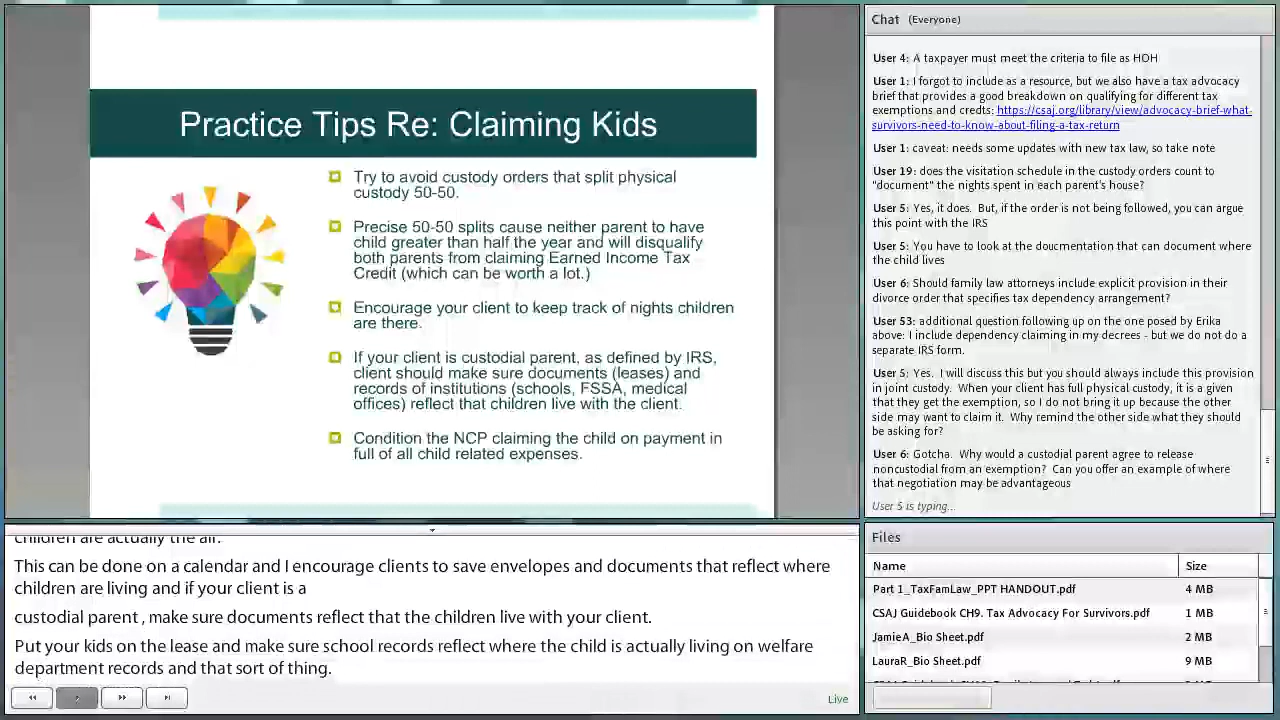 Practice Tips Re: Claiming Kids
Try to avoid custody orders that split physical
custody 50-50.
Precise 50-50 splits cause neither parent to have
child greater than half the year and will disqualify
both parents from claiming Earned Income Tax
Credit (which can be worth a lot.)
Encourage your client to keep track of nights children
are there.
If your client is custodial parent, as defined by IRS,
client should make sure documents (leases) and
records of institutions (schools, FSSA, medical
offices) reflect that children live with the client.
Condition the NCP claiming the child on payment in
full of all child related expenses.
children are actually the air.
This can be done on a calendar and I encourage clients to save envelopes and documents that reflect where
children are living and if your client is a
custodial parent , make sure documents reflect that the children live with your client.
Put your kids on the lease and make sure school records reflect where the child is actually living on welfare
department records and that sort of thing.
Live
Chat (Everyone)
User 4: A taxpayer must meet the criteria to file as HOH
User 1: I forgot to include as a resource, but we also have a tax advocacy
brief that provides a good breakdown on qualifying for different tax
exemptions and credts: https://csaj.org/library/view/advocacy-brief-what-
survivors-need-to-know-about-filing-a-tax-return
User 1: caveat: needs some updates with new tax law, so take note
User 19: does the visitation schedule in the custody orders count to
"document" the nights spent in each parent's house?
User 5: Yes, it does. But, if the order is not being followed, you can argue
this point with the IRS
User 5: You have to look at the doucmentation that can document where
the child lives
User 6: Should family law attorneys include explicit provision in their
divorce order that specifies tax dependency arrangement?
User 53: additional question following up on the one posed by Erika
above: I include dependency claiming in my decrees - but we do not do a
separate IRS form.
User 5: Yes. I will discuss this but you should always include this provision
in joint custody. When your client has full physical custody, it is a given
that they get the exemption, so I do not bring it up because the other
side may want to claim it. Why remind the other side what they should
be asking for?
User 6: Gotcha. Why would a custodial parent agree to release
noncustodial from an exemption? Can you offer an example of where
that negotiation may be advantageous
User 5 is typing...
Files
Name Size
Part 1_TaxFamLaw_PPT HANDOUT.pdf 4 MB
CSAJ Guidebook CH9. Tax Advocacy For Survivors.pdf 1 MB
JamieA_Bio Sheet.pdf 2 MB
LauraR_Bio Sheet.pdf 9 MB